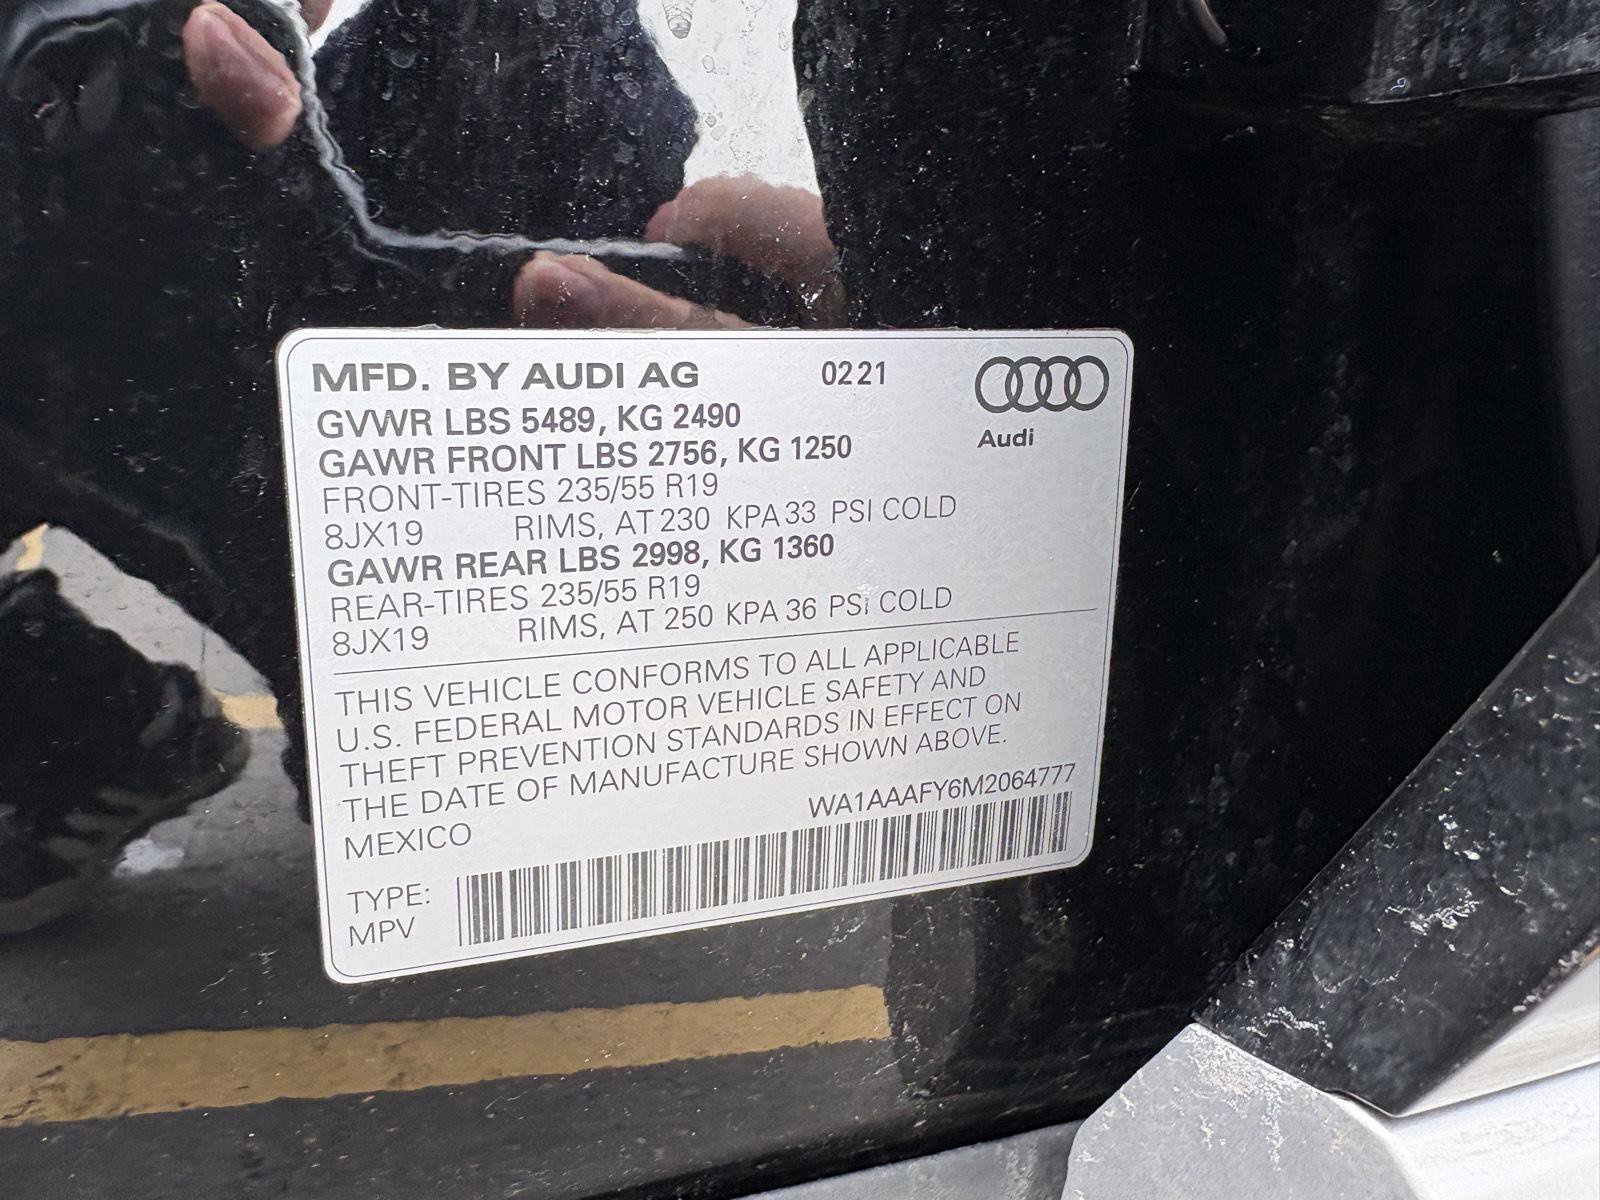 MFD. BY AUDI AG 0221
GVWR LBS 5489, KG 2490
GAWR FRONT LBS 2756, KG 1250
Audi
FRONT-TIRES 235/55 R19
8JX19 RIMS, AT 230 KPA 33 PSI COLD
GAWR REAR LBS 2998, KG 1360
REAR-TIRES 235/55 R19
8JX19 RIMS, AT 250 KPA 36 PSI COLD
THIS VEHICLE CONFORMS TO ALL APPLICABLE
U.S. FEDERAL MOTOR VEHICLE SAFETY AND
THEFT PREVENTION STANDARDS IN EFFECT ON
THE DATE OF MANUFACTURE SHOWN ABOVE.
MEXICO WA1AAAFY6M2064777
TYPE:
MPV